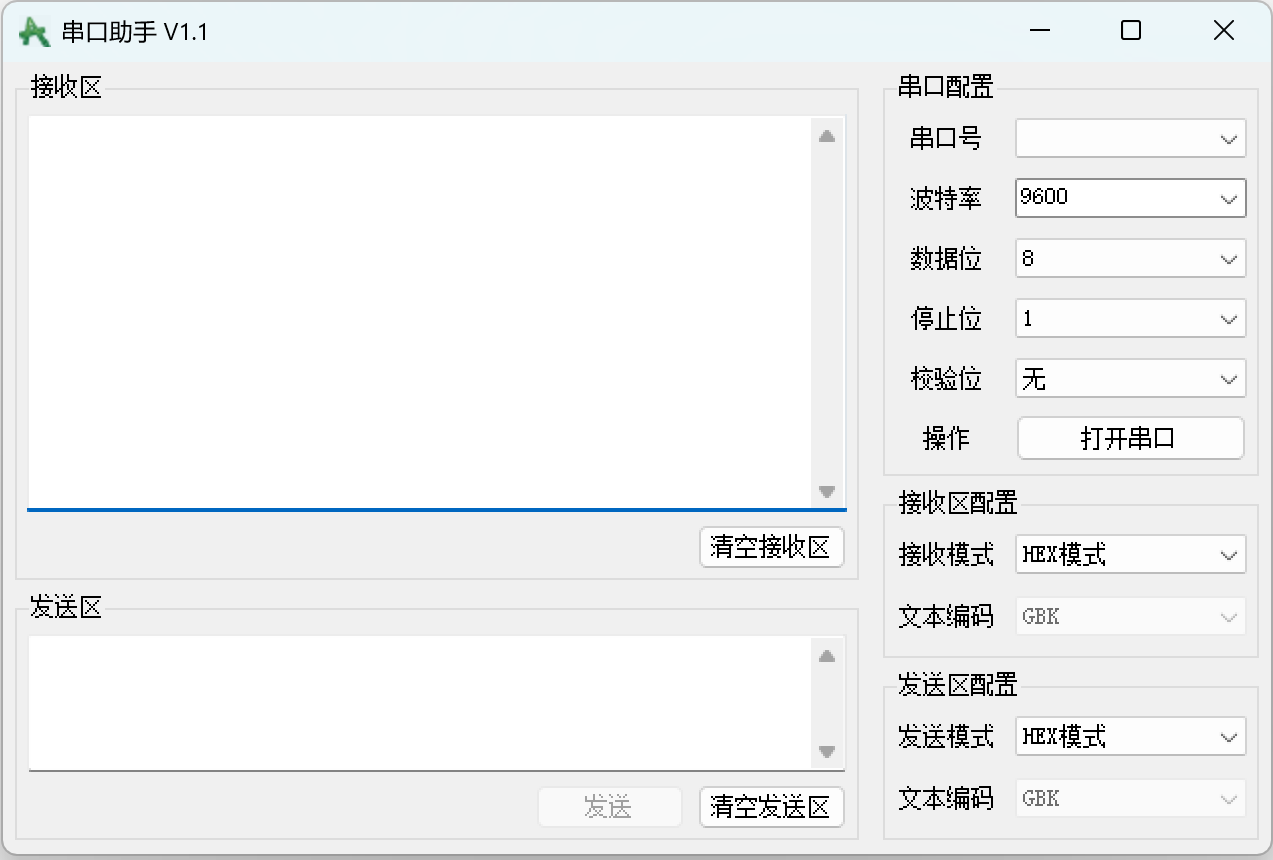 串口助手 V1.1
接收区
清空接收区
发送区
发送
清空发送区
串口配置
串口号
波特率 9600
数据位 8
停止位 1
校验位 无
操作 打开串口
接收区配置
接收模式 HEX模式
文本编码 GBK
发送区配置
发送模式 HEX模式
文本编码 GBK